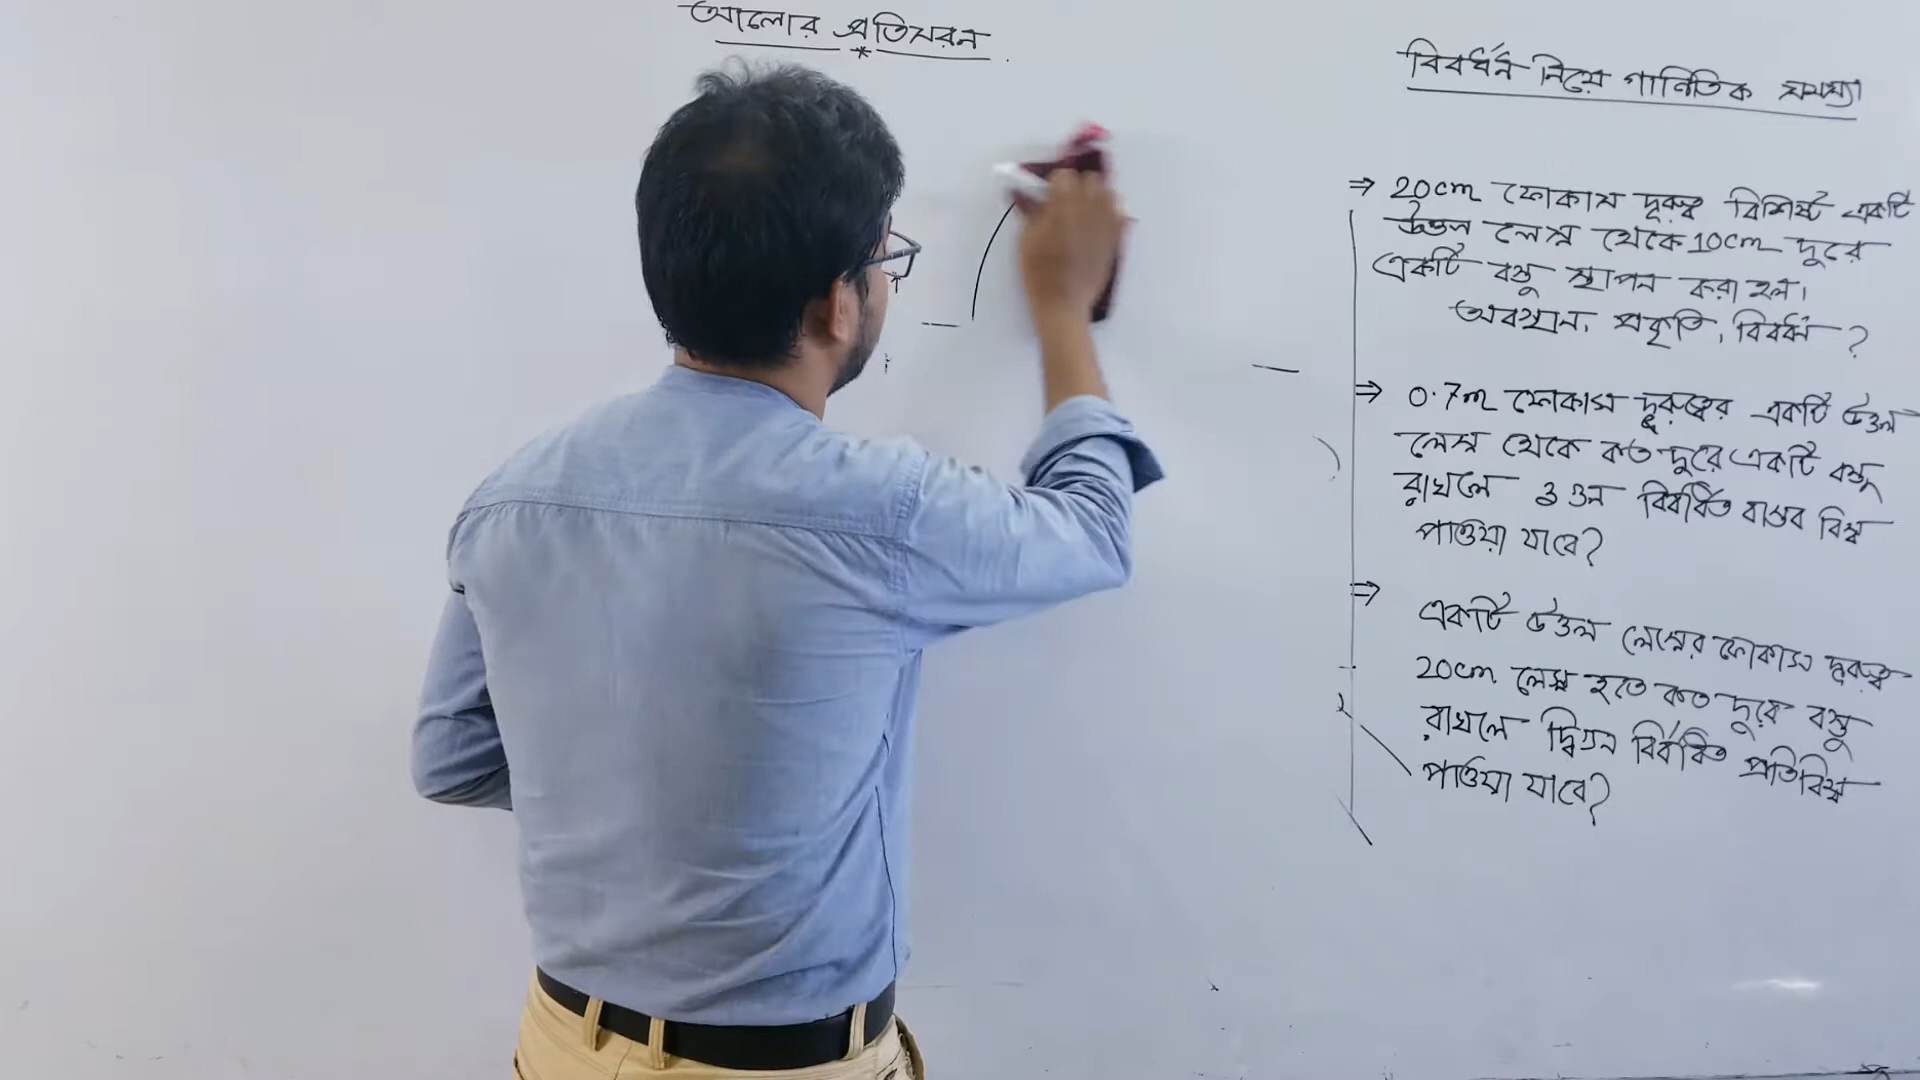 আলোর প্রতিসরন
বিবর্ধন নিয়ে গানিতিক সমস্যা
⇒ 20cm ফোকাস দূরত্ব বিশিষ্ট একটি
উত্তল লেন্স থেকে 10cm দূরে
একটি বস্তু স্থাপন করা হল।
অবস্থান, প্রকৃতি, বিবর্ধন ?
⇒ 0.7m ফোকাস দূরত্বের একটি উত্তল
লেন্স থেকে কত দূরে একটি বস্তু
রাখলে ৩ গুন বিবর্ধিত বাস্তব বিম্ব
পাওয়া যাবে?
⇒ একটি উত্তল লেন্সের ফোকাস দূরত্ব
20cm লেন্স হতে কত দূরে বস্তু
রাখলে দ্বিগুন বিবর্ধিত প্রতিবিম্ব
পাওয়া যাবে?